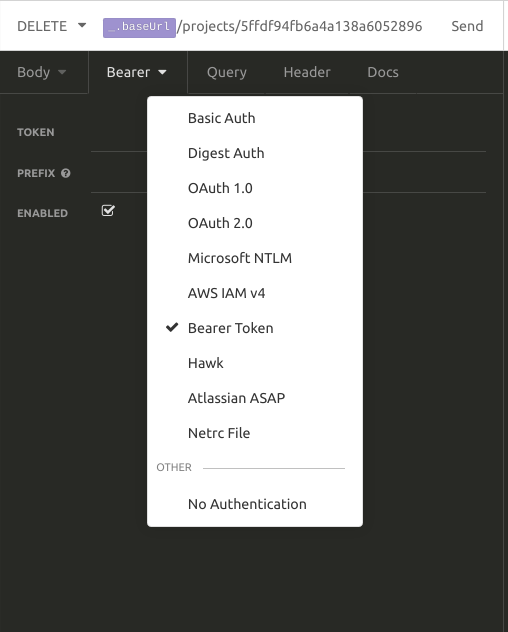 DELETE _.baseUrl/projects/5ffdf94fb6a4a138a6052896 Send
Body Bearer Query Header Docs
TOKEN
PREFIX
ENABLED
Basic Auth
Digest Auth
OAuth 1.0
OAuth 2.0
Microsoft NTLM
AWS IAM v4
Bearer Token
Hawk
Atlassian ASAP
Netrc File
OTHER
No Authentication